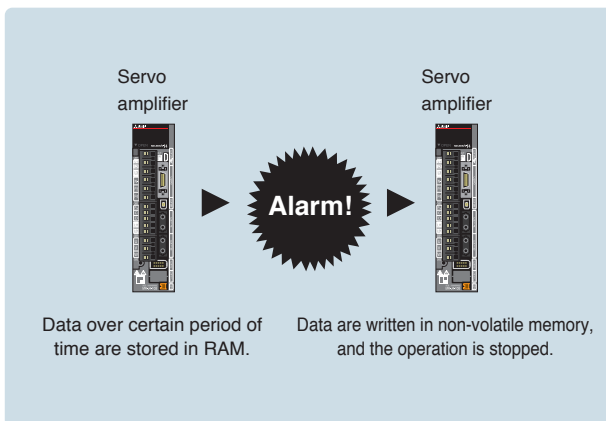 Servo
amplifier
Servo
amplifier
Alarm!
Data over certain period of
time are stored in RAM.
Data are written in non-volatile memory,
and the operation is stopped.